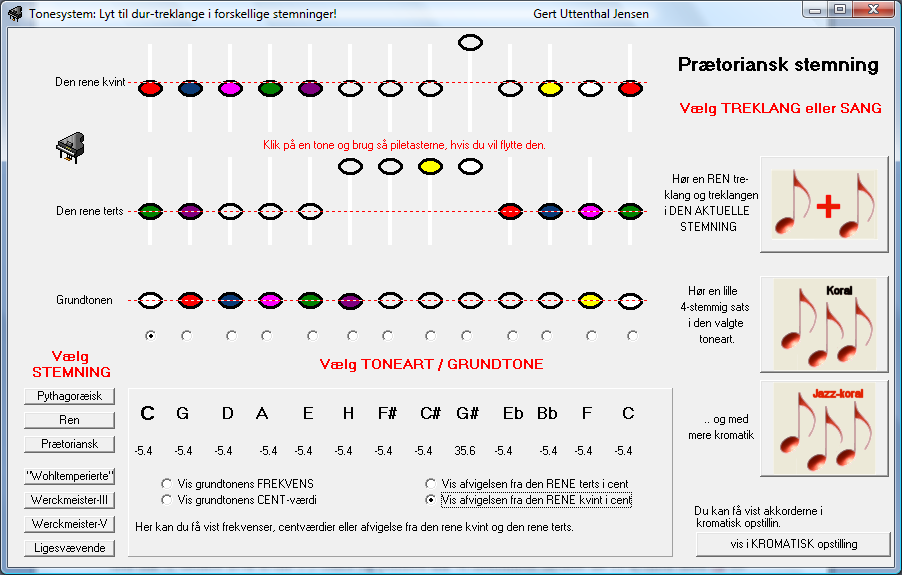 Tonesystem: Lyt til dur-treklange i forskellige stemninger! Gert Uttenthal Jensen
Den rene kvint
Prætoriansk stemning
Vælg TREKLANG eller SANG
Klik på en tone og brug så piletasterne, hvis du vil flytte den.
Den rene terts
Hør en REN tre-
klang og treklangen
i DEN AKTUELLE
STEMNING
Grundtonen
Hør en lille
4-stemmig sats
i den valgte
toneart.
Koral
Vælg
STEMNING
Vælg TONEART / GRUNDTONE
Pythagoræisk
Ren
Prætoriansk
"Wohltemperierte"
Werckmeister-III
Werckmeister-V
Ligesvævende
C G D A E H F# C# G# Eb Bb F C
-5.4 -5.4 -5.4 -5.4 -5.4 -5.4 -5.4 -5.4 35.6 -5.4 -5.4 -5.4 -5.4
Vis grundtonens FREKVENS
Vis grundtonens CENT-værdi
Vis afvigelsen fra den RENE terts i cent
Vis afvigelsen fra den RENE kvint i cent
Her kan du få vist frekvenser, centværdier eller afvigelse fra den rene kvint og den rene terts.
.. og med
mere kromatik
Jazz-koral
Du kan få vist akkorderne i
kromatisk opstillin.
vis i KROMATISK opstilling